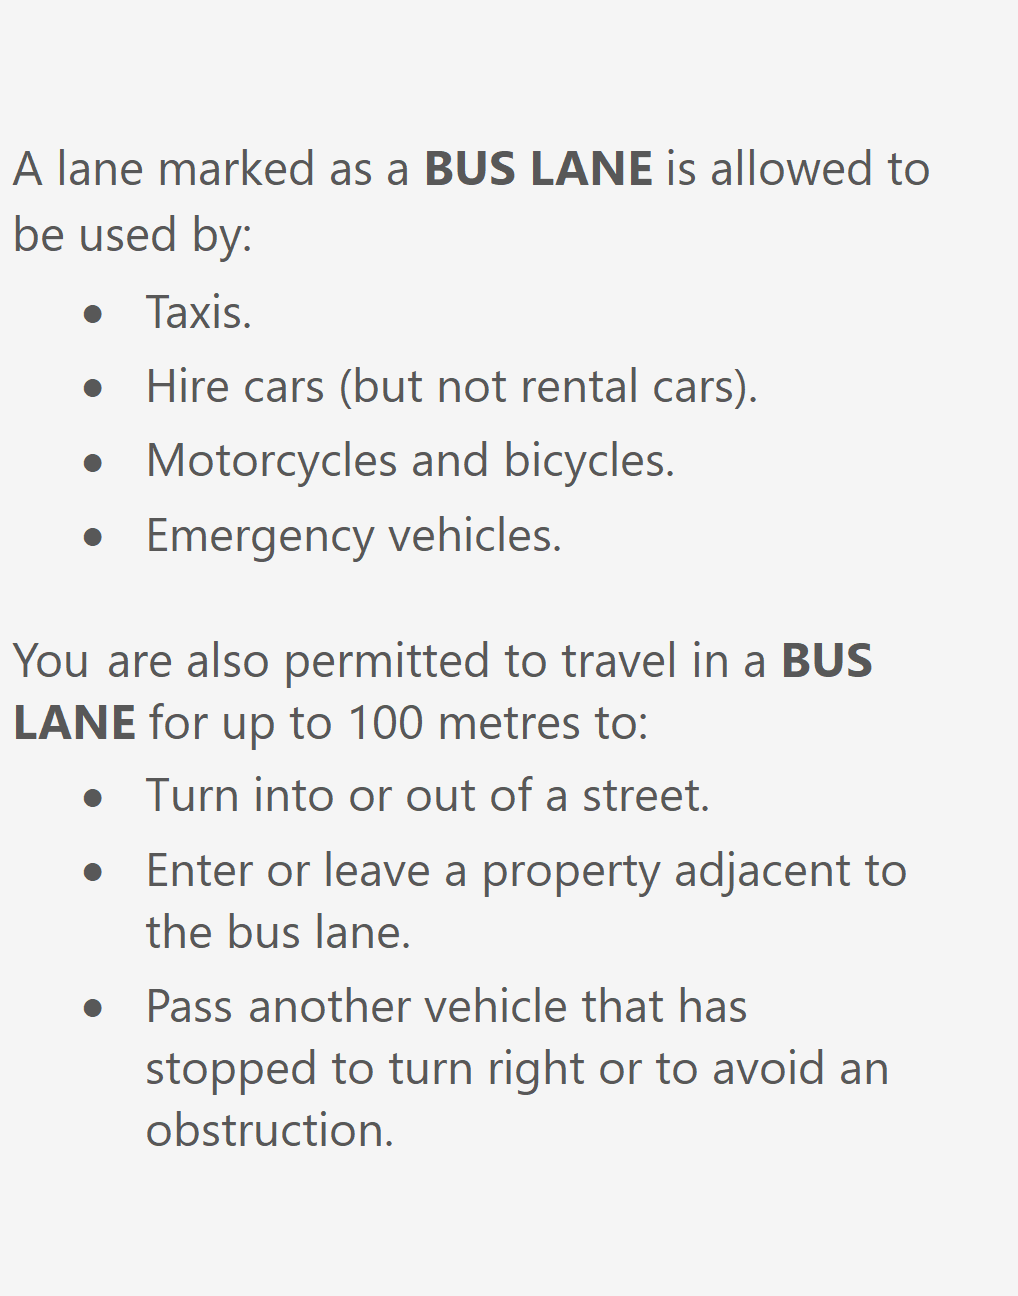 A lane marked as a BUS LANE is allowed to
be used by:
● Taxis.
● Hire cars (but not rental cars).
● Motorcycles and bicycles.
● Emergency vehicles.
You are also permitted to travel in a BUS
LANE for up to 100 metres to:
● Turn into or out of a street.
● Enter or leave a property adjacent to
the bus lane.
● Pass another vehicle that has
stopped to turn right or to avoid an
obstruction.